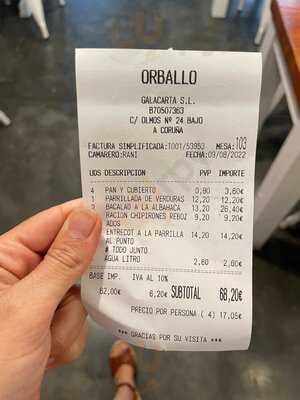 ORBALLO
GALACARTA S.L.
B70507363
C/ OLMOS Nº 24 BAJO
A CORUÑA
FACTURA SIMPLIFICADA:1001/53953 MESA: 103
CAMARERO:RANI FECHA:09/08/2022
UDS DESCRIPCION PVP IMPORTE
4 PAN Y CUBIERTO 0,90 3,60€
1 PARRILLADA DE VERDURAS 12,20 12,20€
2 BACALAO A LA ALBAHACA 13,20 26,40€
RACION CHIPIRONES REBOZ 9,20 9,20€
ADOS
ENTRECOT A LA PARRILLA 14,20 14,20€
AL PUNTO
# TODO JUNTO
AGUA LITRO 2,60 2,60€
BASE IMP. IVA AL 10%
62,00€ 6,20€ SUBTOTAL 68,20€
PRECIO POR PERSONA ( 4) 17,05€
*** GRACIAS POR SU VISITA ***